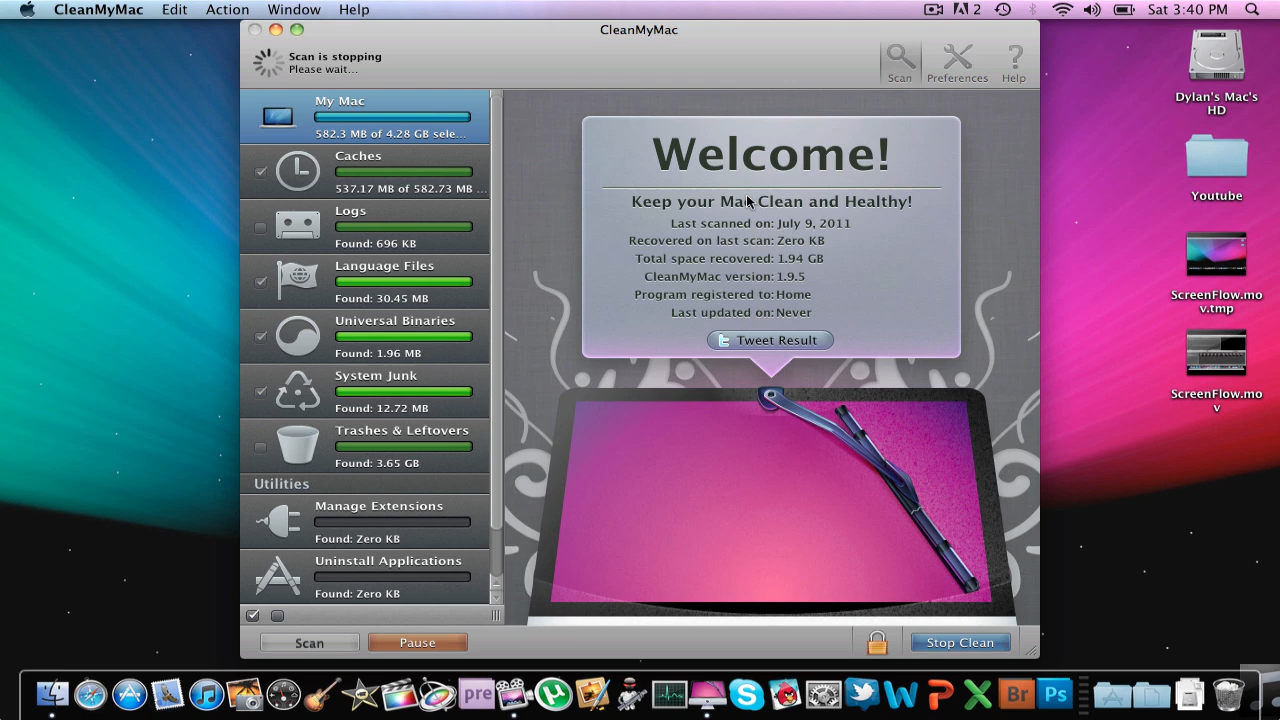 CleanMyMac Edit Action Window Help
2 Sat 3:40 PM
CleanMyMac
Scan is stopping
Please wait...
Scan Preferences Help
My Mac
582.3 MB of 4.28 GB sele...
Caches
537.17 MB of 582.73 MB ...
Logs
Found: 696 KB
Language Files
Found: 30.45 MB
Universal Binaries
Found: 1.96 MB
System Junk
Found: 12.72 MB
Trashes & Leftovers
Found: 3.65 GB
Utilities
Manage Extensions
Found: Zero KB
Uninstall Applications
Found: Zero KB
Scan Pause
Welcome!
Keep your Mac Clean and Healthy!
Last scanned on: July 9, 2011
Recovered on last scan: Zero KB
Total space recovered: 1.94 GB
CleanMyMac version: 1.9.5
Program registered to: Home
Last updated on: Never
Tweet Result
Stop Clean
Dylan's Mac's
HD
Youtube
ScreenFlow.mo
v.tmp
ScreenFlow.mo
v
pre Br Ps